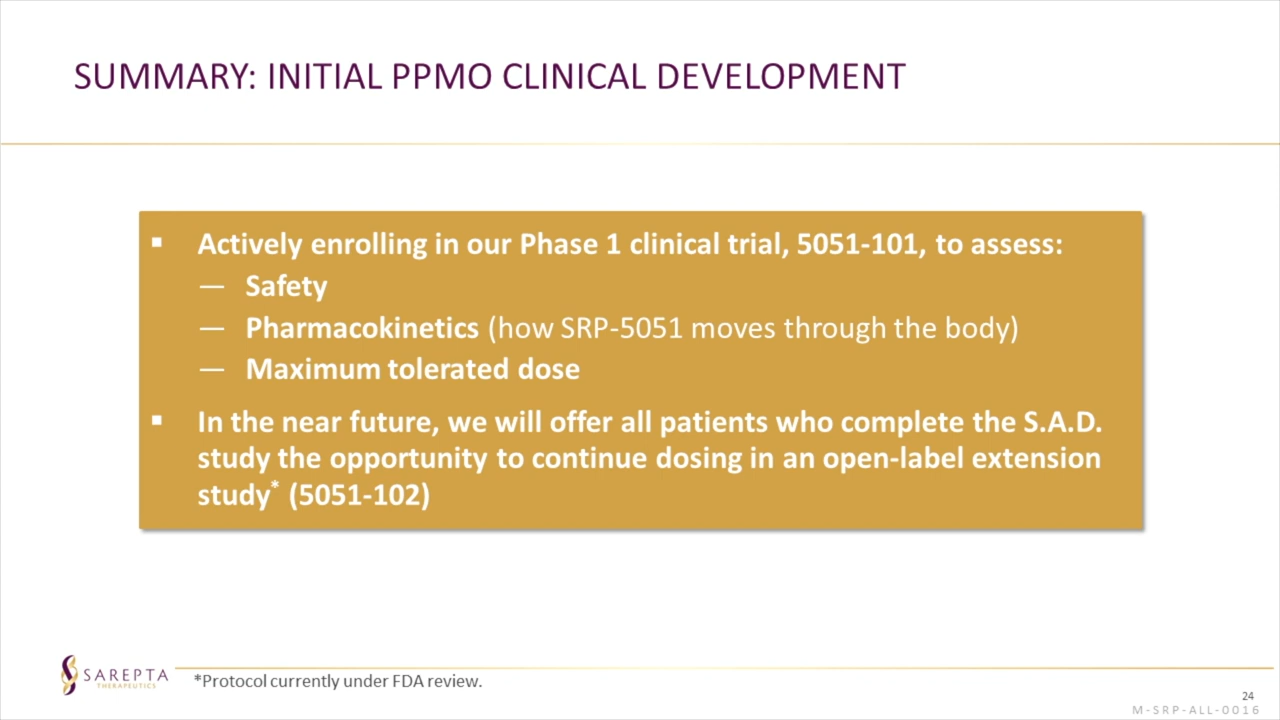 SUMMARY: INITIAL PPMO CLINICAL DEVELOPMENT
▪ Actively enrolling in our Phase 1 clinical trial, 5051-101, to assess:
— Safety
— Pharmacokinetics (how SRP-5051 moves through the body)
— Maximum tolerated dose
▪ In the near future, we will offer all patients who complete the S.A.D.
study the opportunity to continue dosing in an open-label extension
study* (5051-102)
SAREPTA
THERAPEUTICS
*Protocol currently under FDA review.
24
M-SRP-ALL-0016